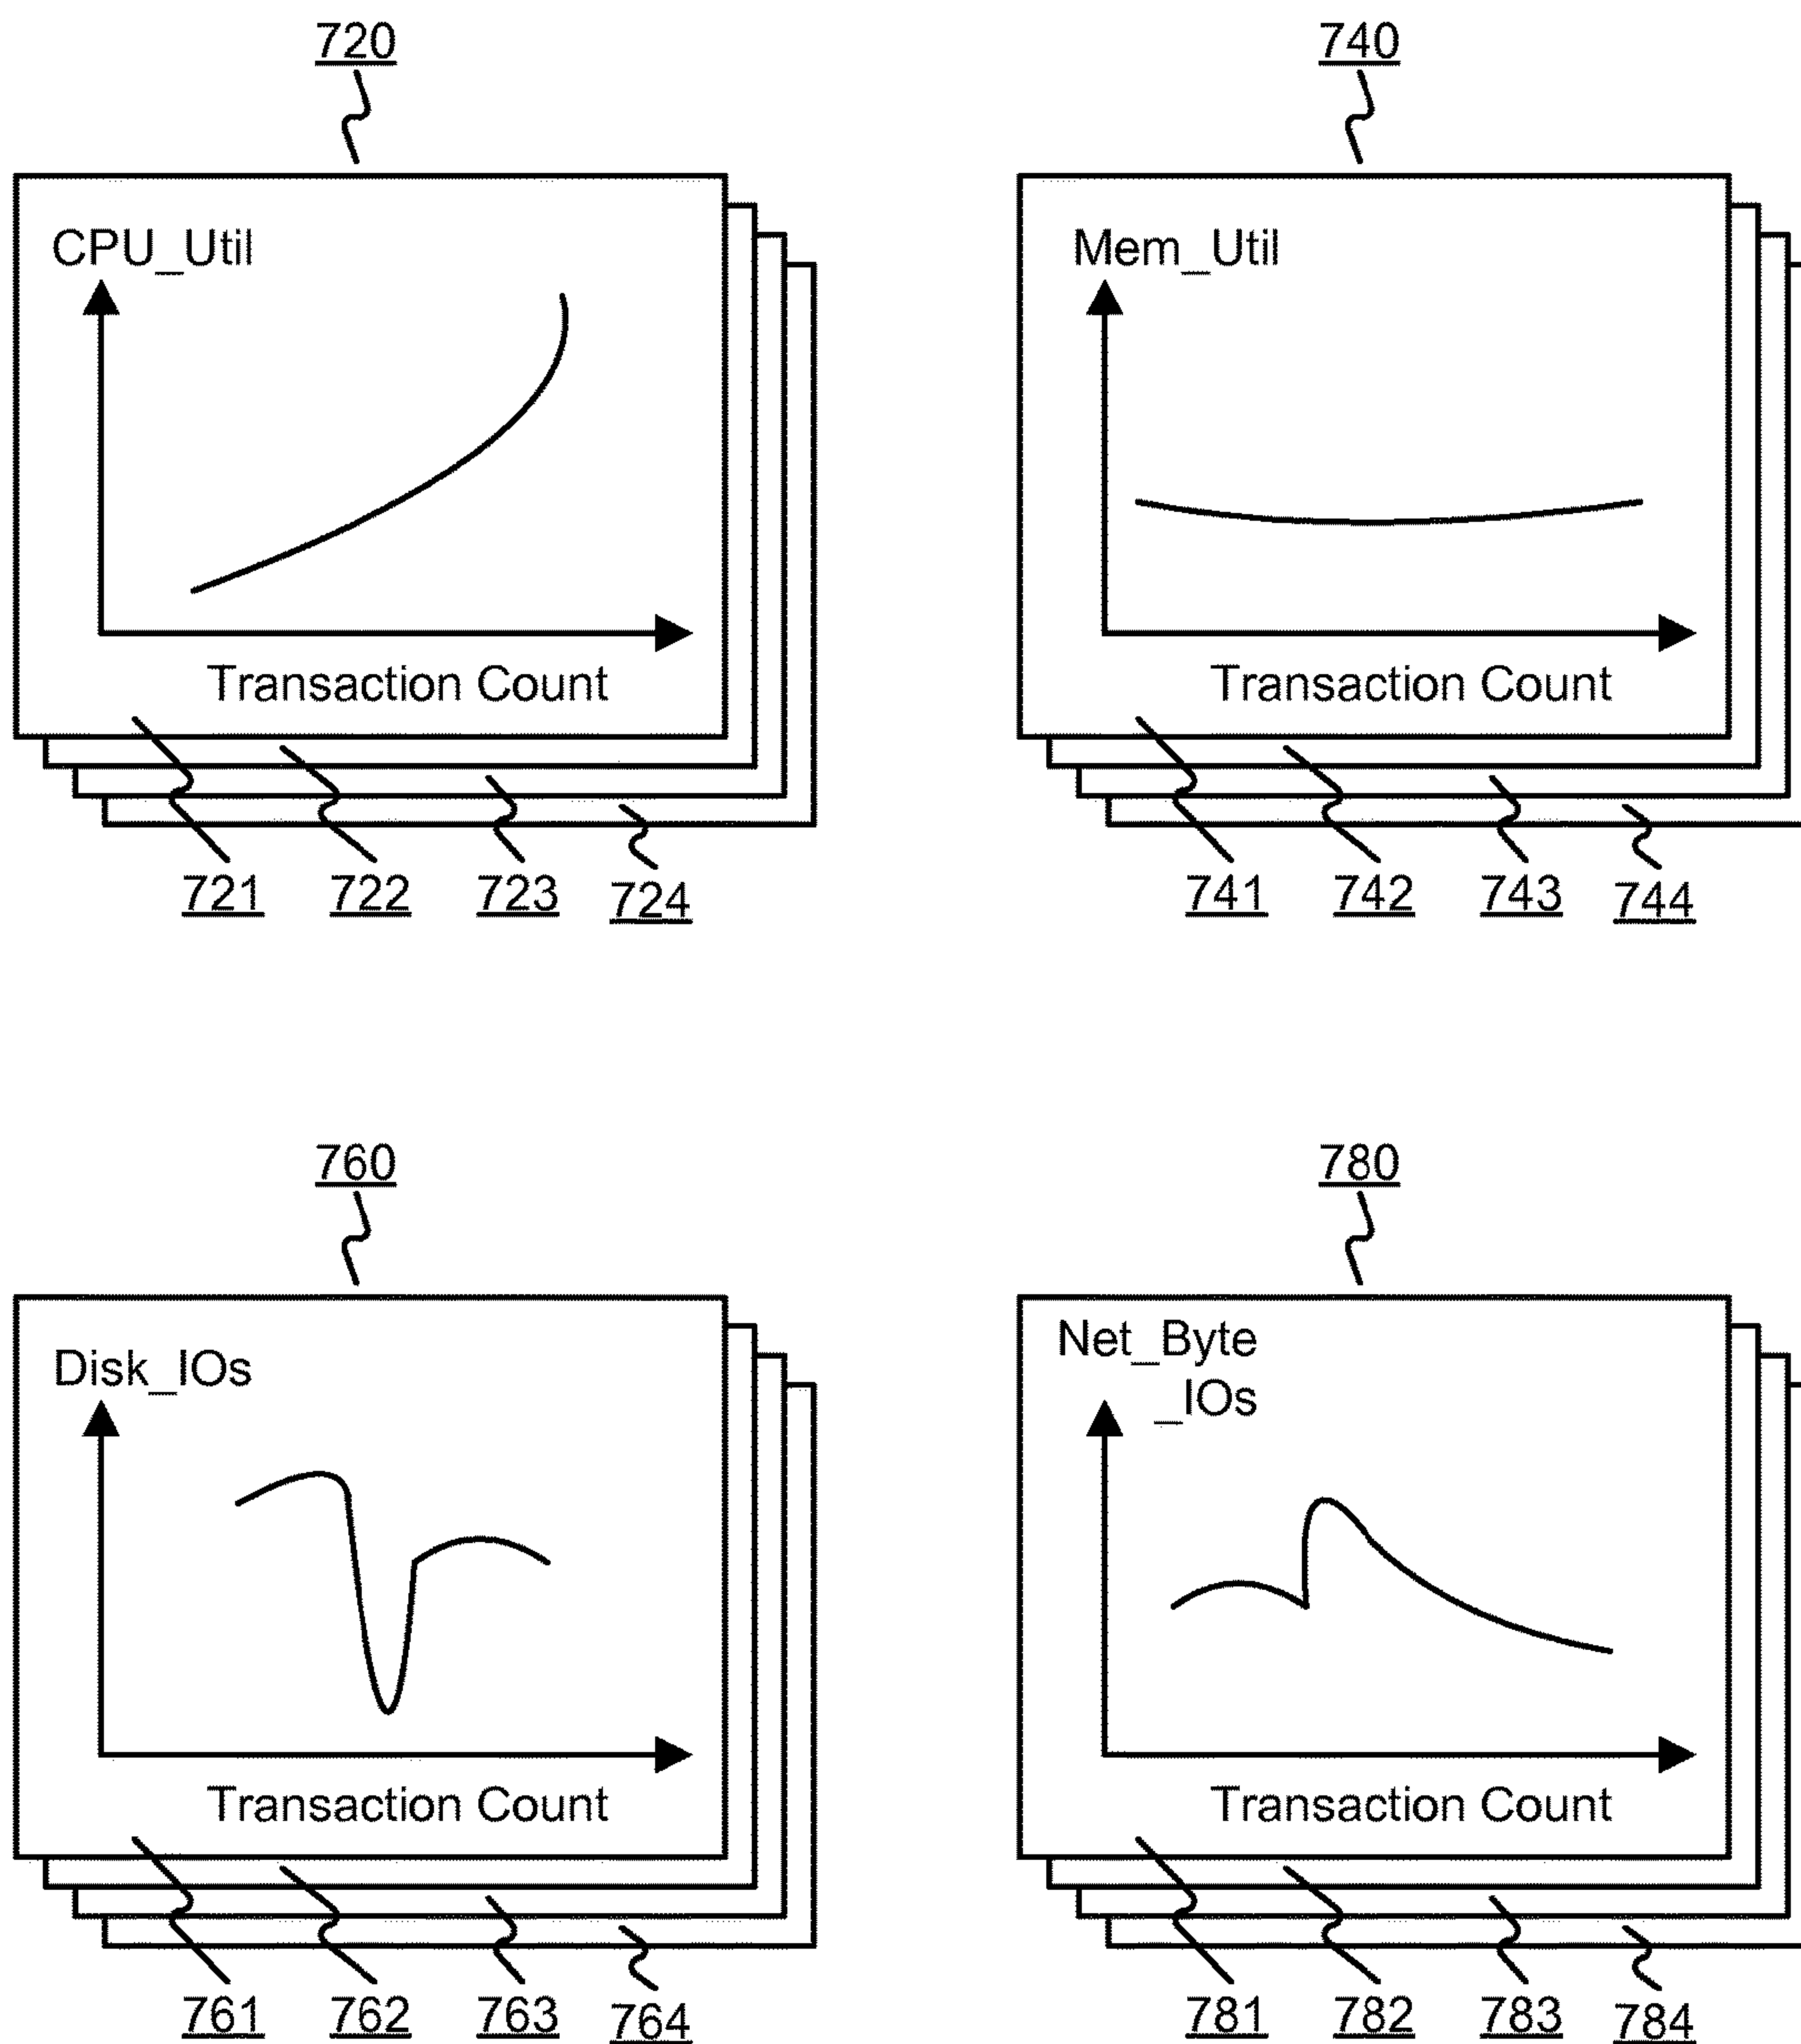 720
740
CPU_Util
Mem_Util
Transaction Count
Transaction Count
721
722
723
724
741
742
743
744
760
780
Disk_IOs
Net_Byte
_IOs
Transaction Count
Transaction Count
761
762
763
764
781
782
783
784